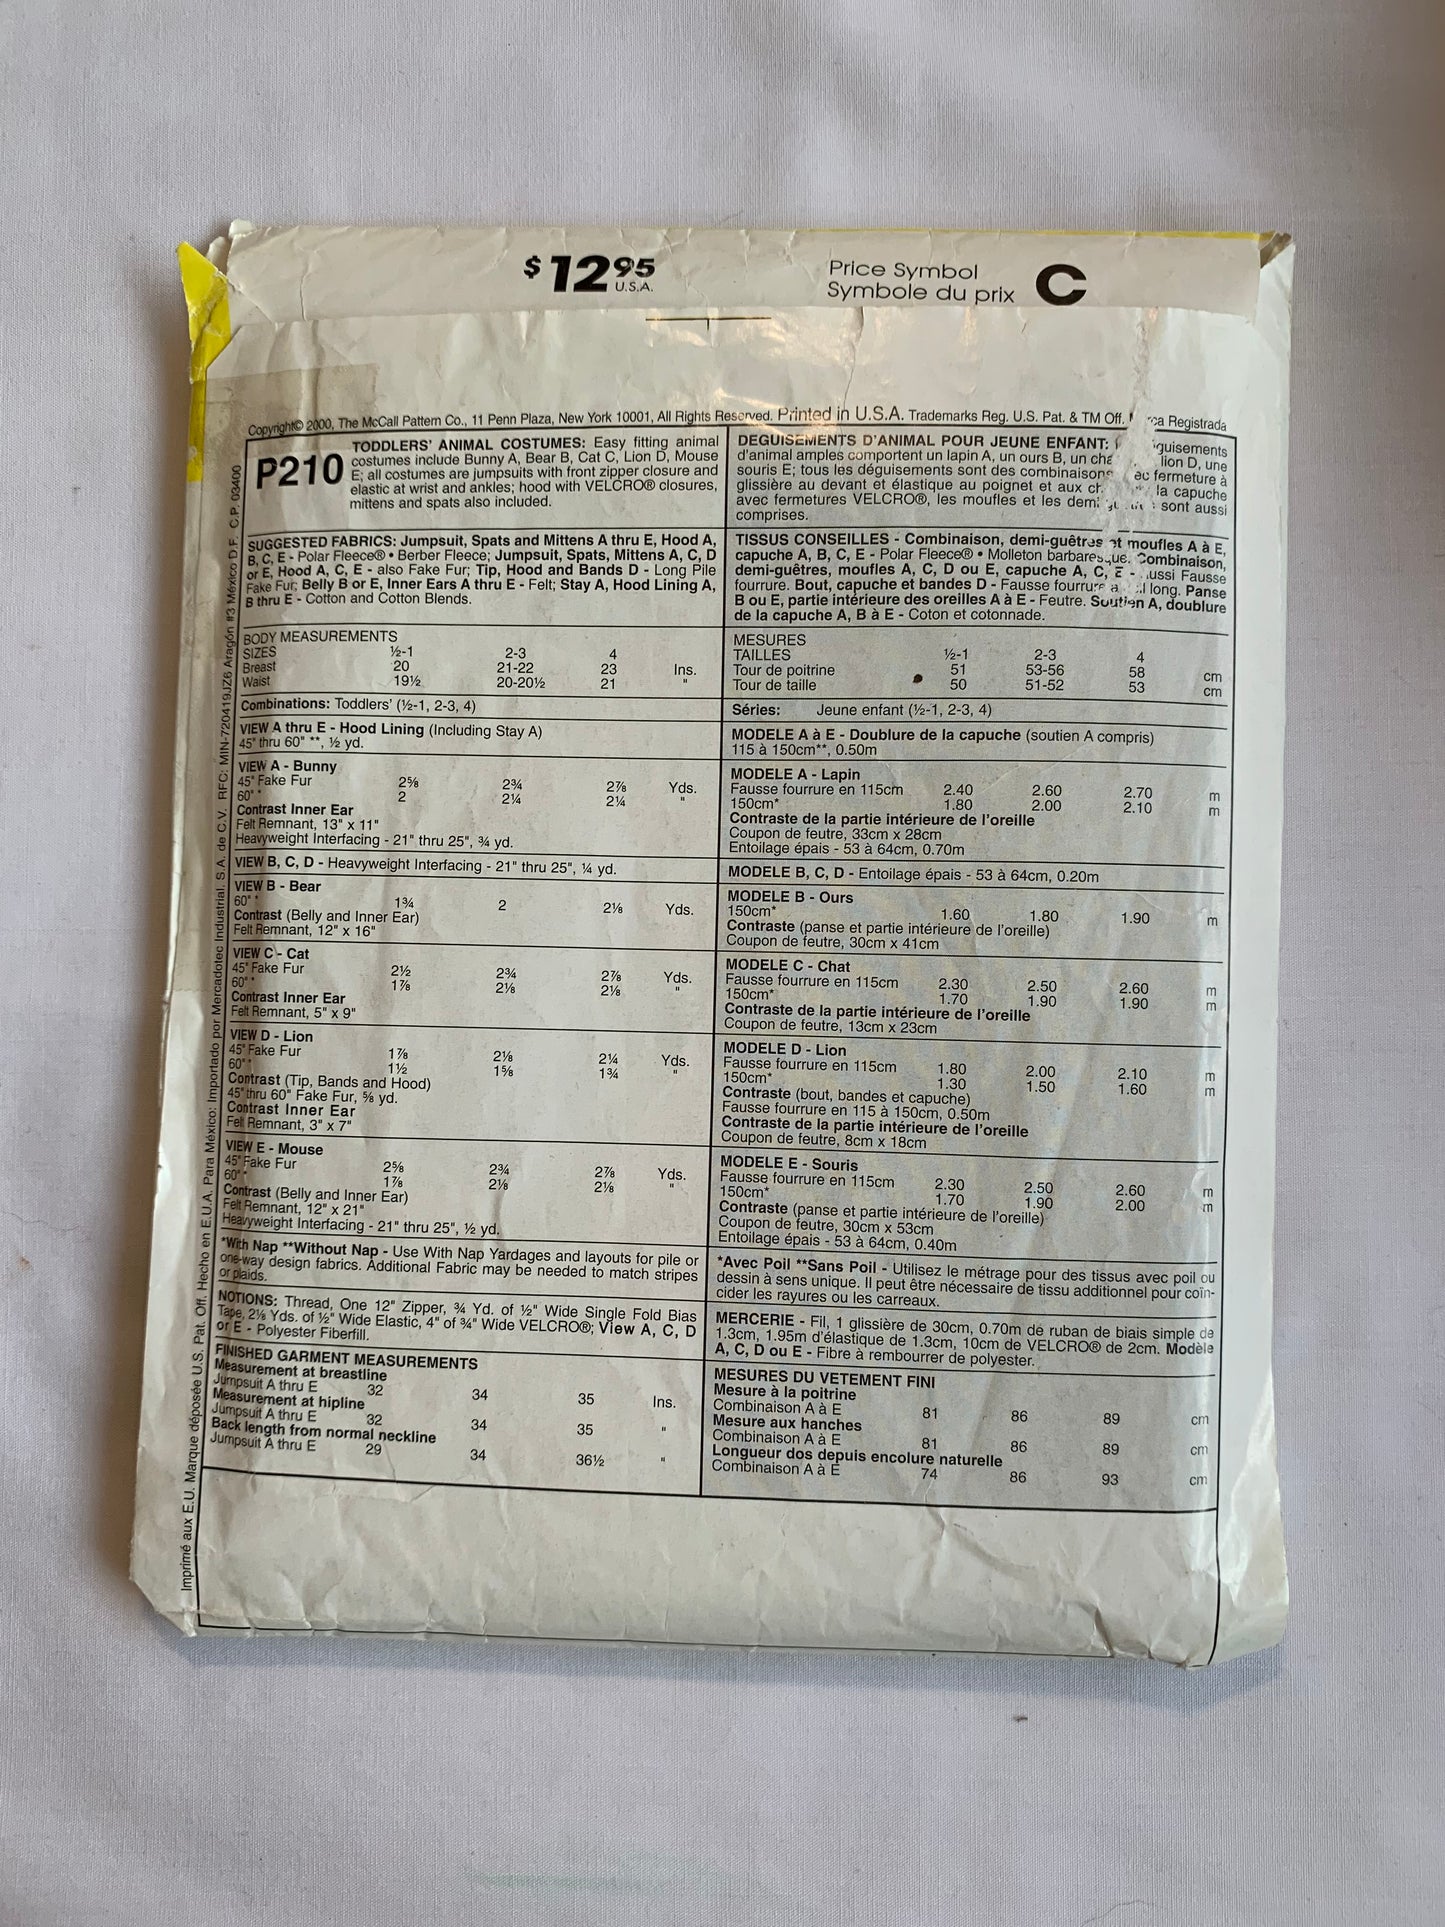 $12.95
U.S.A.
Price Symbol
Symbole du prix
C
Copyright© 2000, The McCall Pattern Co., 11 Penn Plaza, New York 10001, All Rights Reserved. Printed in U.S.A. Trademarks Reg. U.S. Pat. & TM Off. Registrada
P210
TODDLERS' ANIMAL COSTUMES: Easy fitting animal
costumes include Bunny A, Bear B, Cat C, Lion D, Mouse
E; all costumes are jumpsuits with front zipper closure and
elastic at wrist and ankles; hood with VELCRO® closures,
mittens and spats also included.
SUGGESTED FABRICS: Jumpsuit, Spats and Mittens A thru E, Hood A,
B, C, E - Polar Fleece® • Berber Fleece; Jumpsuit, Spats, Mittens A, C, D
or E, Hood A, C, E - also Fake Fur; Tip, Hood and Bands D - Long Pile
Fake Fur; Belly B or E, Inner Ears A thru E - Felt; Stay A, Hood Lining A,
B thru E - Cotton and Cotton Blends.
BODY MEASUREMENTS
SIZES ½-1 2-3 4
Breast 20 21-22 23 Ins.
Waist 19½ 20-20½ 21 "
Combinations: Toddlers' (½-1, 2-3, 4)
VIEW A thru E - Hood Lining (Including Stay A)
45" thru 60" **, ½ yd.
VIEW A - Bunny
45" Fake Fur 2⅝ 2¾ 2⅞ Yds.
60"* 2 2¼ 2¼ "
Contrast Inner Ear
Felt Remnant, 13" x 11"
Heavyweight Interfacing - 21" thru 25", ¾ yd.
VIEW B, C, D - Heavyweight Interfacing - 21" thru 25", ¼ yd.
VIEW B - Bear
60"* 1¾ 2 2⅛ Yds.
Contrast (Belly and Inner Ear)
Felt Remnant, 12" x 16"
VIEW C - Cat
45" Fake Fur 2½ 2¾ 2⅞ Yds.
60"* 1⅞ 2⅛ 2⅛ "
Contrast Inner Ear
Felt Remnant, 5" x 9"
VIEW D - Lion
45" Fake Fur 1⅞ 2⅛ 2¼ Yds.
60"* 1½ 1⅝ 1¾ "
Contrast (Tip, Bands and Hood)
45" thru 60" Fake Fur, ⅝ yd.
Contrast Inner Ear
Felt Remnant, 3" x 7"
VIEW E - Mouse
45" Fake Fur 2⅝ 2¾ 2⅞ Yds.
60"* 1⅞ 2⅛ 2⅛ "
Contrast (Belly and Inner Ear)
Felt Remnant, 12" x 21"
Heavyweight Interfacing - 21" thru 25", ½ yd.
*With Nap **Without Nap - Use With Nap Yardages and layouts for pile or
one-way design fabrics. Additional Fabric may be needed to match stripes
or plaids.
NOTIONS: Thread, One 12" Zipper, ¾ Yd. of ½" Wide Single Fold Bias
Tape, 2⅛ Yds. of ½" Wide Elastic, 4" of ¾" Wide VELCRO®; View A, C, D
or E - Polyester Fiberfill.
FINISHED GARMENT MEASUREMENTS
Measurement at breastline
Jumpsuit A thru E 32 34 35 Ins.
Measurement at hipline
Jumpsuit A thru E 32 34 35 "
Back length from normal neckline
Jumpsuit A thru E 29 34 36½ "
DEGUISEMENTS D'ANIMAL POUR JEUNE ENFANT:
d'animal amples comportent un lapin A, un ours B, un lion D, une
souris E; tous les déguisements sont des fermeture à
glissière au devant et élastique au poignet et aux la capuche
avec fermetures VELCRO®, les moufles et les sont aussi
comprises.
TISSUS CONSEILLES - Combinaison, demi-guêtres et moufles A à E,
capuche A, B, C, E - Polar Fleece® • Molleton Combinaison,
demi-guêtres, moufles A, C, D ou E, capuche A, C, E - Fausse
fourrure. Bout, capuche et bandes D - Fausse fourrure long. Panse
B ou E, partie intérieure des oreilles A à E - Feutre. Soutien A, doublure
de la capuche A, B à E - Coton et cotonnade.
MESURES
TAILLES ½-1 2-3 4
Tour de poitrine 51 53-56 58 cm
Tour de taille 50 51-52 53 cm
Séries: Jeune enfant (½-1, 2-3, 4)
MODELE A à E - Doublure de la capuche (soutien A compris)
115 à 150cm**, 0.50m
MODELE A - Lapin
Fausse fourrure en 115cm 2.40 2.60 2.70 m
150cm* 1.80 2.00 2.10 m
Contraste de la partie intérieure de l'oreille
Coupon de feutre, 33cm x 28cm
Entoilage épais - 53 à 64cm, 0.70m
MODELE B, C, D - Entoilage épais - 53 à 64cm, 0.20m
MODELE B - Ours
150cm* 1.60 1.80 1.90 m
Contraste (panse et partie intérieure de l'oreille)
Coupon de feutre, 30cm x 41cm
MODELE C - Chat
Fausse fourrure en 115cm 2.30 2.50 2.60 m
150cm* 1.70 1.90 1.90 m
Contraste de la partie intérieure de l'oreille
Coupon de feutre, 13cm x 23cm
MODELE D - Lion
Fausse fourrure en 115cm 1.80 2.00 2.10 m
150cm* 1.30 1.50 1.60 m
Contraste (bout, bandes et capuche)
Fausse fourrure en 115 à 150cm, 0.50m
Contraste de la partie intérieure de l'oreille
Coupon de feutre, 8cm x 18cm
MODELE E - Souris
Fausse fourrure en 115cm 2.30 2.50 2.60 m
150cm* 1.70 1.90 2.00 m
Contraste (panse et partie intérieure de l'oreille)
Coupon de feutre, 30cm x 53cm
Entoilage épais - 53 à 64cm, 0.40m
*Avec Poil **Sans Poil - Utilisez le métrage pour des tissus avec poil ou
dessin à sens unique. Il peut être nécessaire de tissu additionnel pour coïn-
cider les rayures ou les carreaux.
MERCERIE - Fil, 1 glissière de 30cm, 0.70m de ruban de biais simple de
1.3cm, 1.95m d'élastique de 1.3cm, 10cm de VELCRO® de 2cm. Modèle
A, C, D ou E - Fibre à rembourrer de polyester.
MESURES DU VETEMENT FINI
Mesure à la poitrine
Combinaison A à E 81 86 89 cm
Mesure aux hanches
Combinaison A à E 81 86 89 cm
Longueur dos depuis encolure naturelle
Combinaison A à E 74 86 93 cm
Imprimé aux E.U. Marque déposée U.S. Pat. Off. Hecho en E.U.A. Para México: Importado por Mercadotec Industrial, S.A. de C.V. RFC: MIN-720419JZ6 Aragón #3 México D.F. C.P. 03400